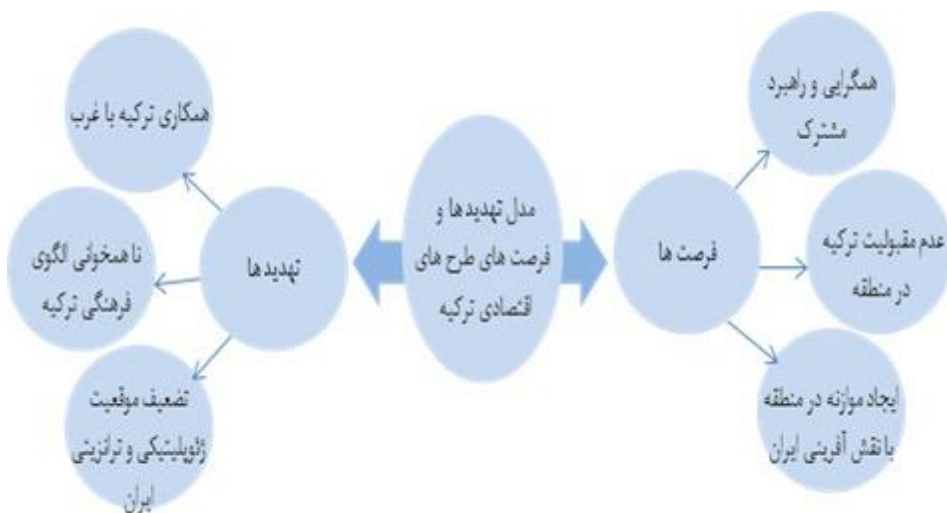 مدل تهدیدها و
فرصت های طرح های
اقتصادی ترکیه
فرصت ها
همگرایی و راهبرد
مشترک
عدم مقبولیت ترکیه
در منطقه
ایجاد موازنه در منطقه
با نقش آفرینی ایران
تهدیدها
همکاری ترکیه با غرب
نا همخوانی الگوی
فرهنگی ترکیه
تضعیف موقعیت
ژئوپلیتیکی و ترانزیتی
ایران